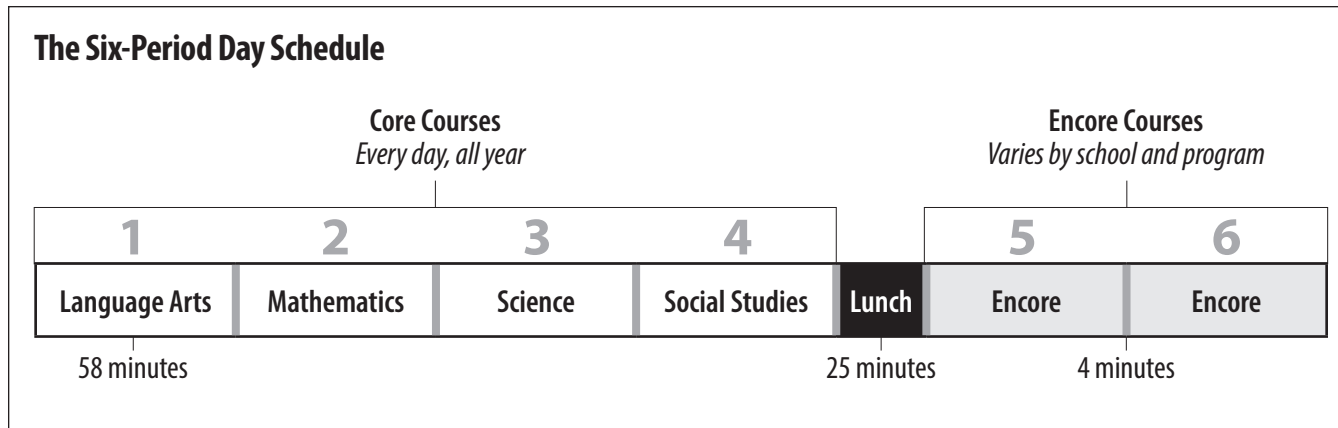 The Six-Period Day Schedule
Core Courses
Every day, all year
Encore Courses
Varies by school and program
1 2 3 4 5 6
Language Arts Mathematics Science Social Studies Lunch Encore Encore
58 minutes 25 minutes 4 minutes